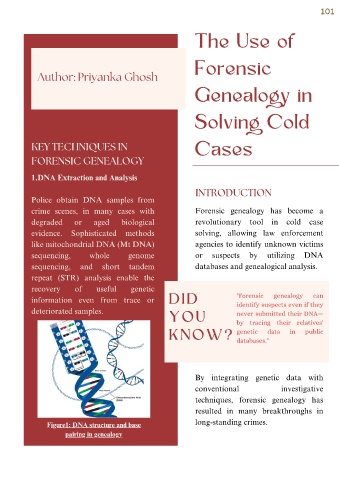 101
The Use of
Forensic
Genealogy in
Solving Cold
Cases
Author: Priyanka Ghosh
KEY TECHNIQUES IN
FORENSIC GENEALOGY
1.DNA Extraction and Analysis
Police obtain DNA samples from
crime scenes, in many cases with
degraded or aged biological
evidence. Sophisticated methods
like mitochondrial DNA (Mt DNA)
sequencing, whole genome
sequencing, and short tandem
repeat (STR) analysis enable the
recovery of useful genetic
information even from trace or
deteriorated samples.
Figure1: DNA structure and base
pairing in genealogy
INTRODUCTION
Forensic genealogy has become a
revolutionary tool in cold case
solving, allowing law enforcement
agencies to identify unknown victims
or suspects by utilizing DNA
databases and genealogical analysis.
DID
YOU
KNOW?
"Forensic genealogy can
identify suspects even if they
never submitted their DNA—
by tracing their relatives'
genetic data in public
databases."
By integrating genetic data with
conventional investigative
techniques, forensic genealogy has
resulted in many breakthroughs in
long-standing crimes.